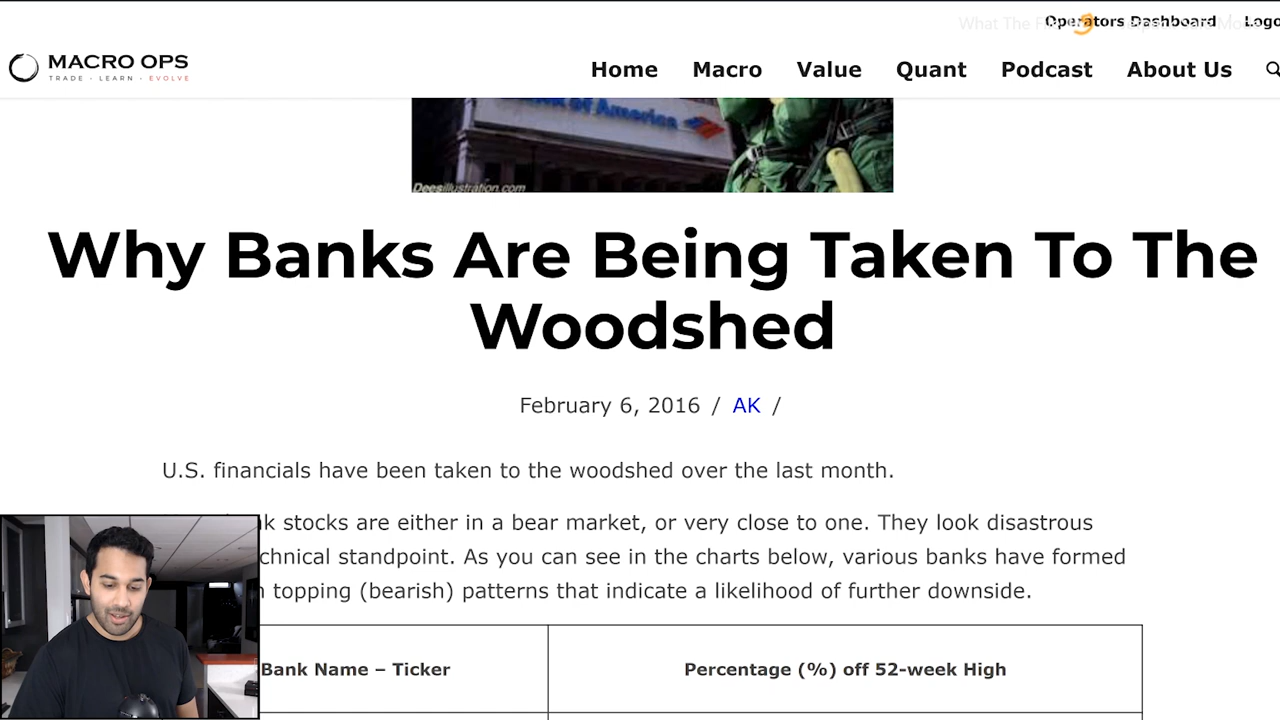 Operators Dashboard
MACRO OPS
TRADE · LEARN · EVOLVE
Home Macro Value Quant Podcast About Us
of America
Deesillustration.com
Why Banks Are Being Taken To The
Woodshed
February 6, 2016 / AK /
U.S. financials have been taken to the woodshed over the last month.
stocks are either in a bear market, or very close to one. They look disastrous
standpoint. As you can see in the charts below, various banks have formed
topping (bearish) patterns that indicate a likelihood of further downside.
Bank Name – Ticker Percentage (%) off 52-week High